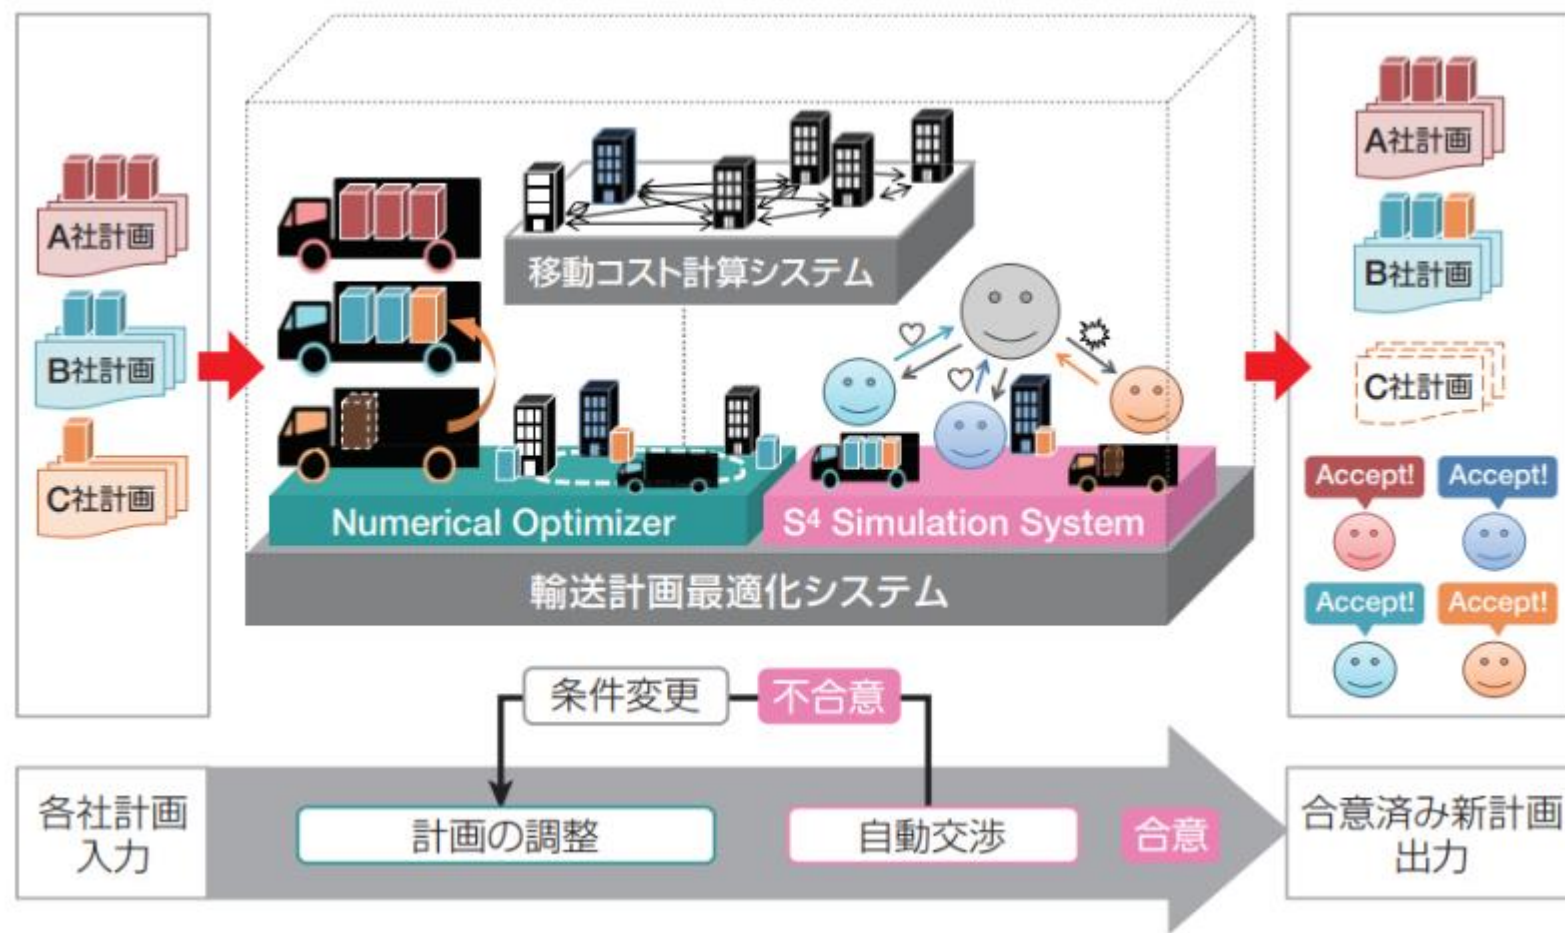 A社計画
B社計画
C社計画
移動コスト計算システム
Numerical Optimizer
S⁴ Simulation System
輸送計画最適化システム
A社計画
B社計画
C社計画
Accept!
Accept!
Accept!
Accept!
条件変更
不合意
各社計画
入力
計画の調整
自動交渉
合意
合意済み新計画
出力